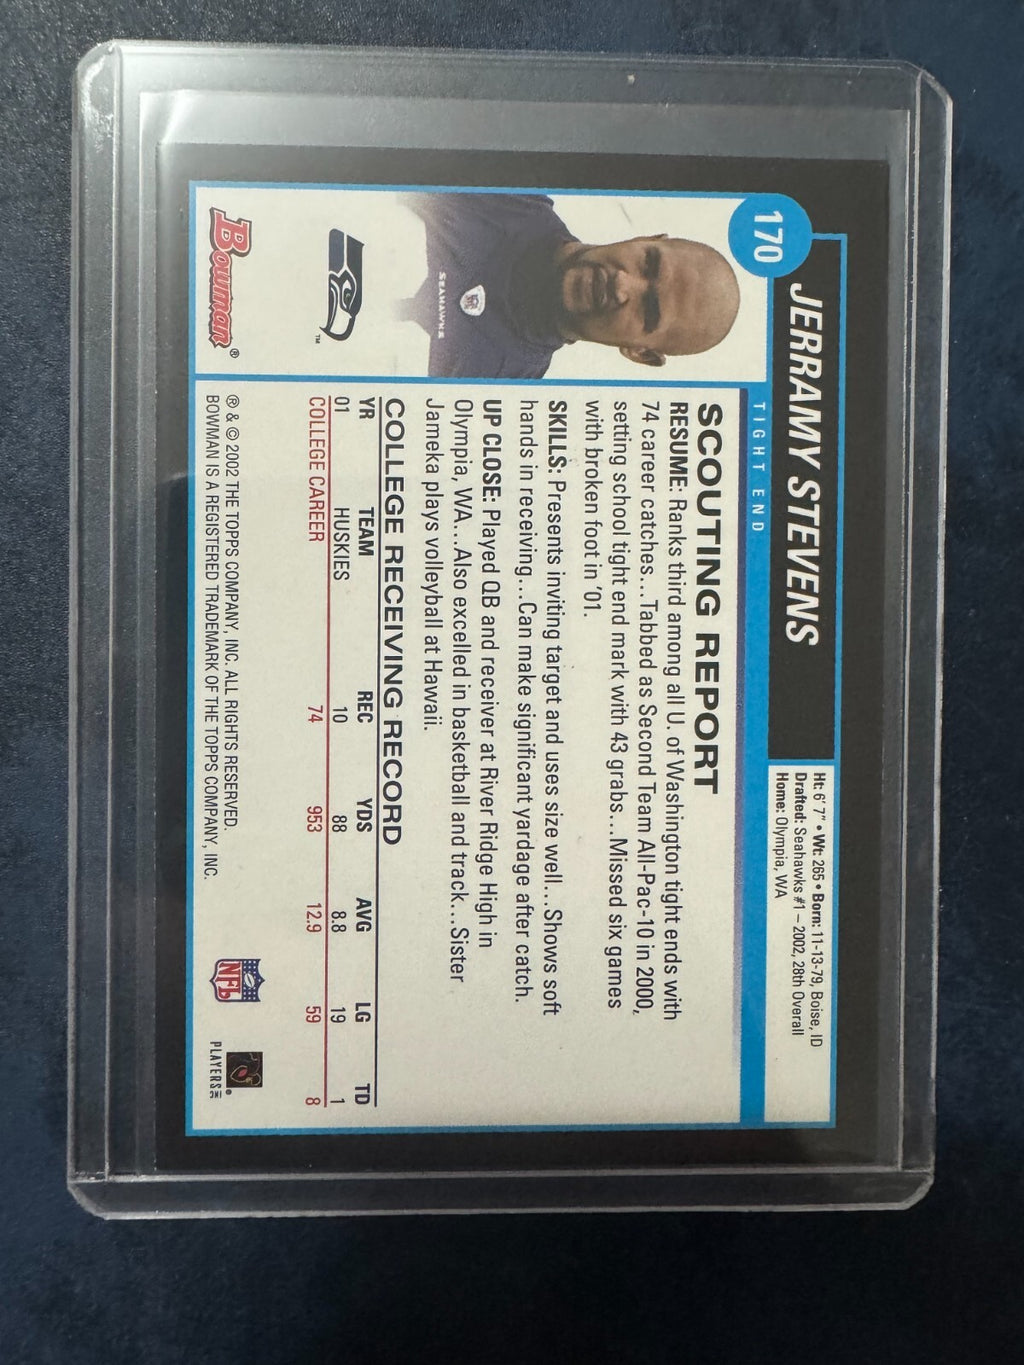 170
JERRAMY STEVENS
Ht: 6' 7" • Wt: 265 • Born: 11-13-79, Boise, ID
Drafted: Seahawks #1 – 2002, 28th Overall
Home: Olympia, WA
TIGHT END
SEAHAWKS
TM
Bowman®
SCOUTING REPORT
RESUME: Ranks third among all U. of Washington tight ends with
74 career catches...Tabbed as Second Team All-Pac-10 in 2000,
setting school tight end mark with 43 grabs...Missed six games
with broken foot in '01.
SKILLS: Presents inviting target and uses size well...Shows soft
hands in receiving...Can make significant yardage after catch.
UP CLOSE: Played QB and receiver at River Ridge High in
Olympia, WA...Also excelled in basketball and track...Sister
Jameka plays volleyball at Hawaii.
COLLEGE RECEIVING RECORD
YR TEAM REC YDS AVG LG TD
01 HUSKIES 10 88 8.8 19 1
COLLEGE CAREER 74 953 12.9 59 8
® & © 2002 THE TOPPS COMPANY, INC. ALL RIGHTS RESERVED.
BOWMAN IS A REGISTERED TRADEMARK OF THE TOPPS COMPANY, INC.
NFL
PLAYERS INC